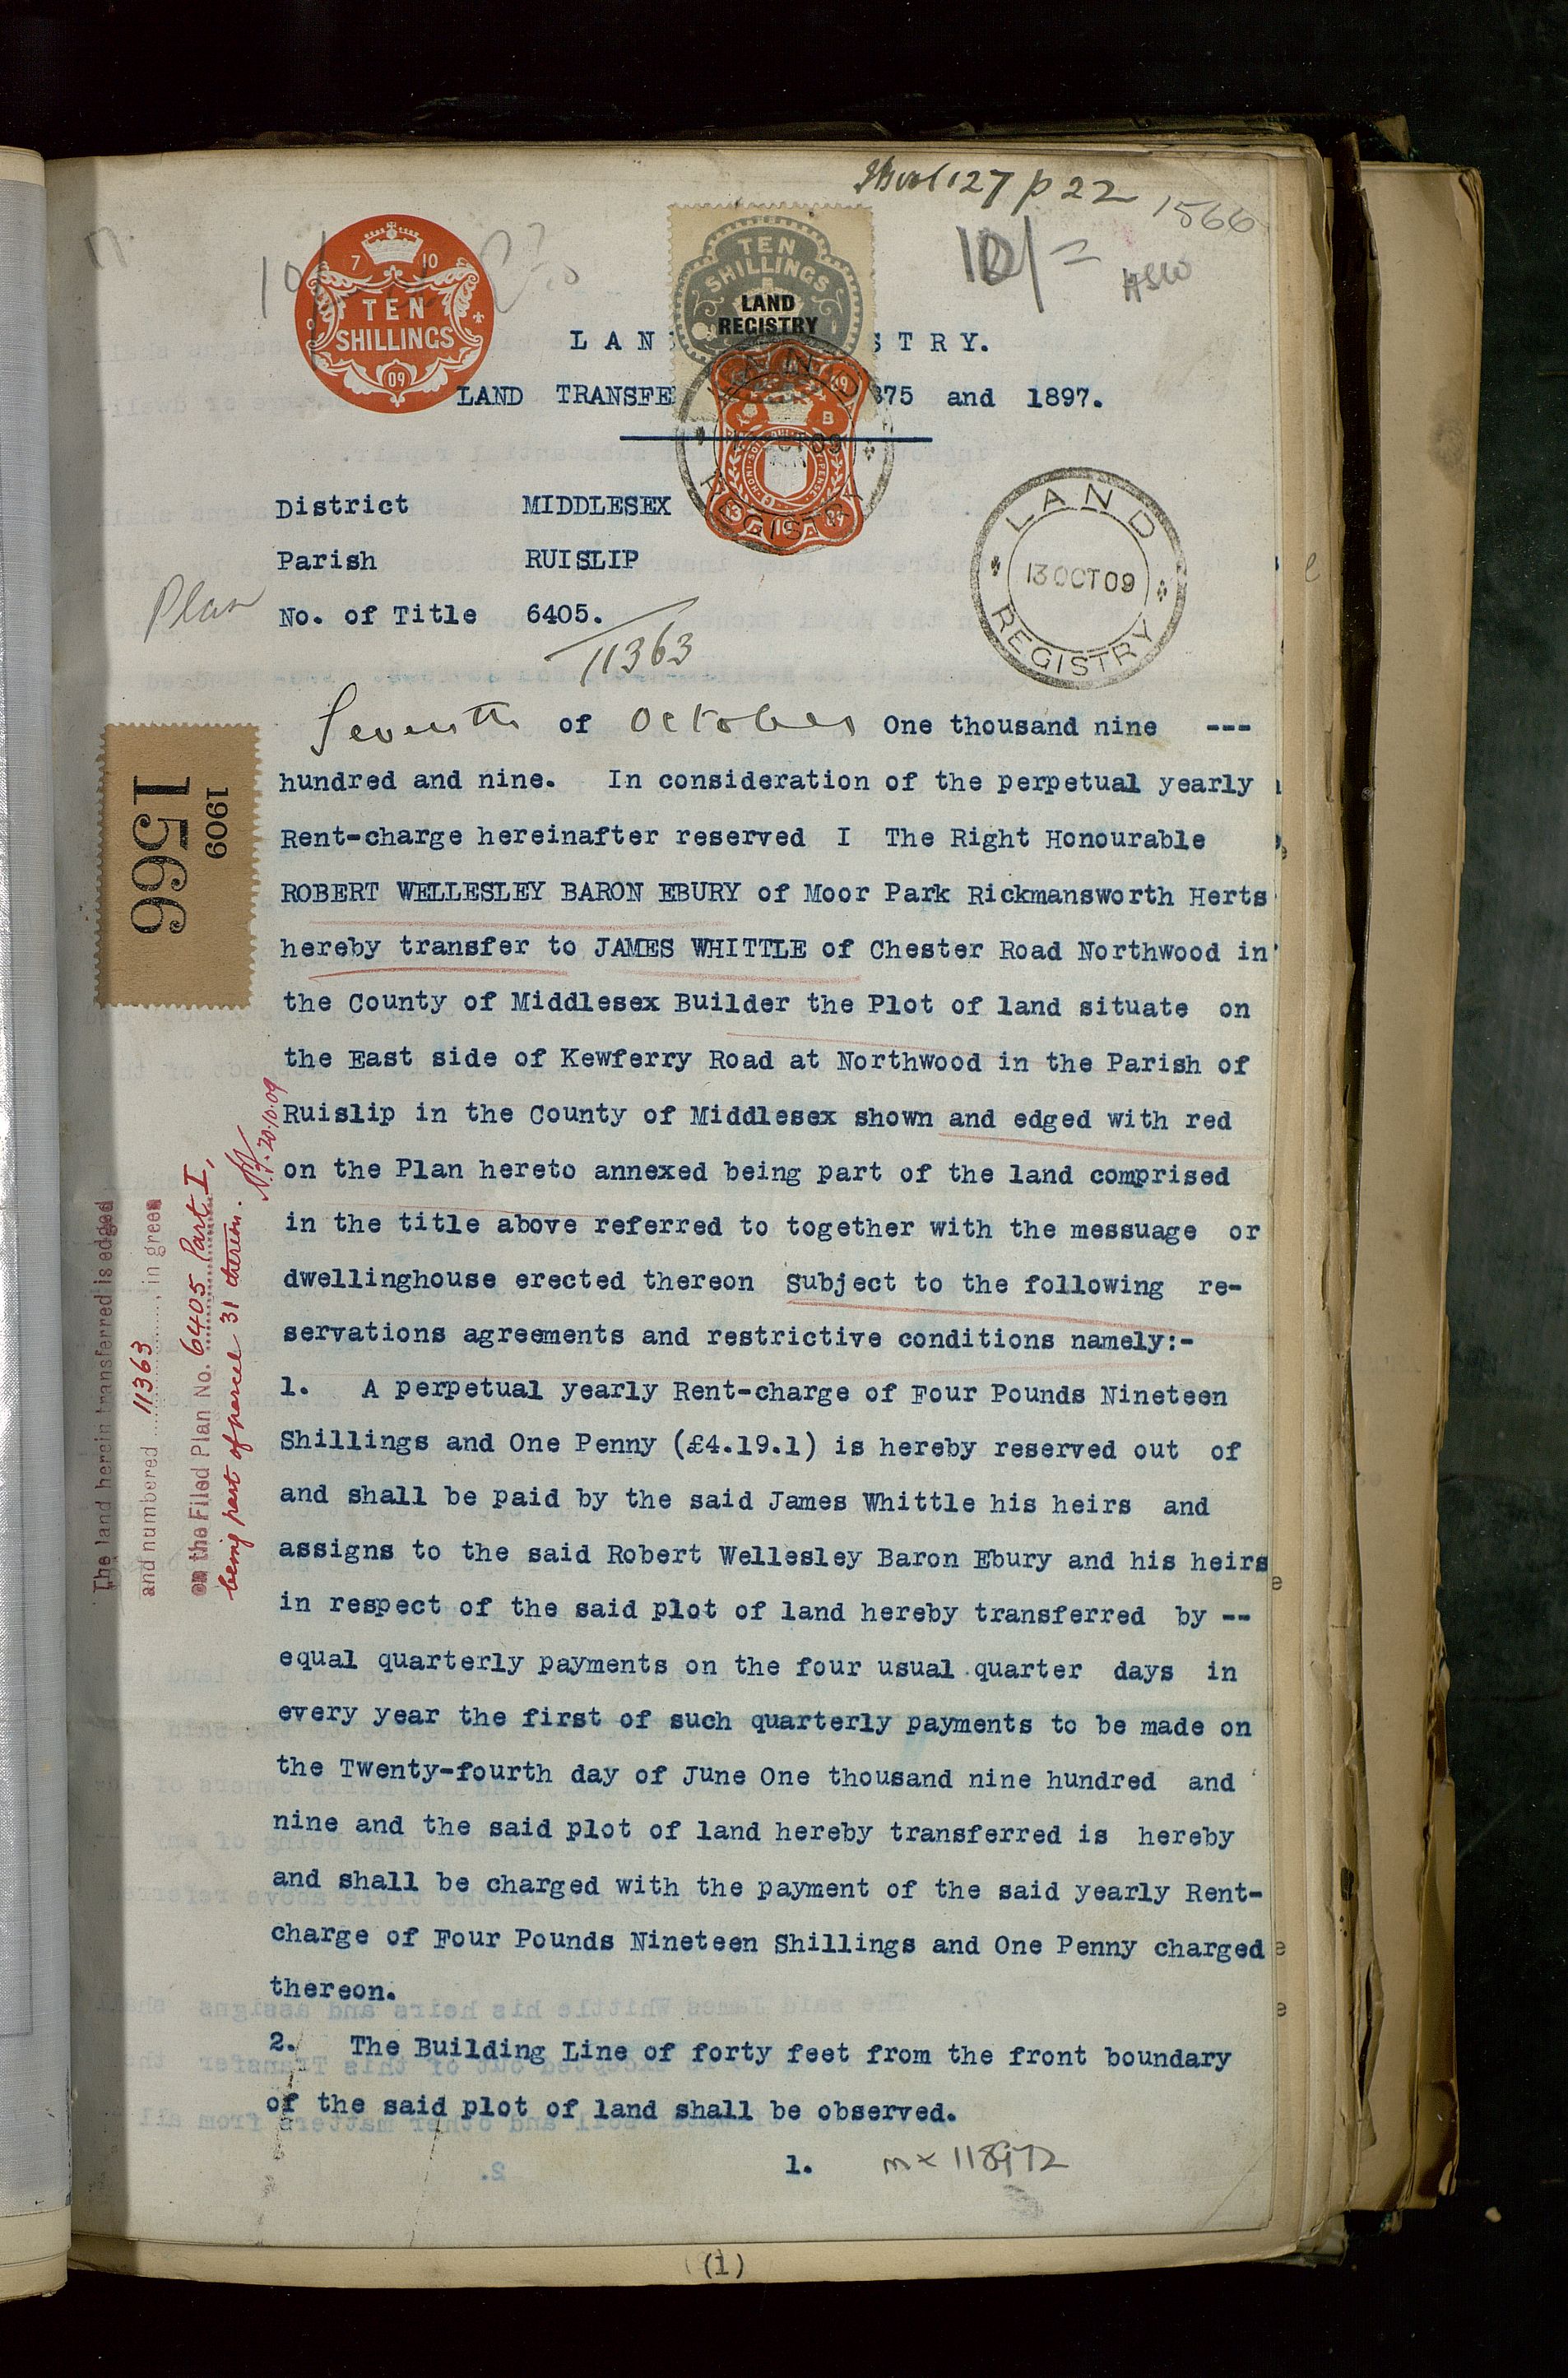 127 p 22
1566
10/=
7 10
TEN
SHILLINGS
09
TEN
SHILLINGS
LAND
REGISTRY
LAN STRY.
LAND TRANSFE 875 and 1897.
District MIDDLESEX
Parish RUISLIP
Plan
No. of Title 6405.
11363
LAND
13 OCT 09
REGISTRY
1909
1566
Seventh of October One thousand nine ---
hundred and nine. In consideration of the perpetual yearly
Rent-charge hereinafter reserved I The Right Honourable
ROBERT WELLESLEY BARON EBURY of Moor Park Rickmansworth Herts
hereby transfer to JAMES WHITTLE of Chester Road Northwood in
the County of Middlesex Builder the Plot of land situate on
the East side of Kewferry Road at Northwood in the Parish of
Ruislip in the County of Middlesex shown and edged with red
on the Plan hereto annexed being part of the land comprised
in the title above referred to together with the messuage or
dwellinghouse erected thereon Subject to the following re-
servations agreements and restrictive conditions namely:-
1. A perpetual yearly Rent-charge of Four Pounds Nineteen
Shillings and One Penny (£4.19.1) is hereby reserved out of
and shall be paid by the said James Whittle his heirs and
assigns to the said Robert Wellesley Baron Ebury and his heirs
in respect of the said plot of land hereby transferred by --
equal quarterly payments on the four usual quarter days in
every year the first of such quarterly payments to be made on
the Twenty-fourth day of June One thousand nine hundred and
nine and the said plot of land hereby transferred is hereby
and shall be charged with the payment of the said yearly Rent-
charge of Four Pounds Nineteen Shillings and One Penny charged
thereon.
2. The Building Line of forty feet from the front boundary
of the said plot of land shall be observed.
1.
mx 118972
(1)
The land herein transferred is edged
and numbered 11363, in green
on the Filed Plan No. 6405 Part I,
being part of parcel 31 therein.
20.10.09